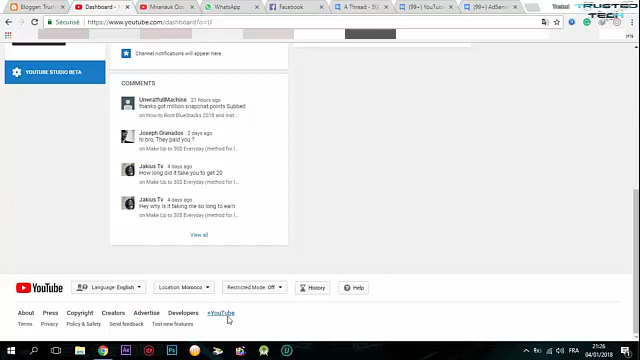 TRUSTED
TECH
Blogger: Trust
Dashboard - Y
WhatsApp
Facebook
A Thread - S
(99+) YouTub
(99+) AdSens
Sécurisé
https://www.youtube.com/dashboard?o=U
Channel notifications will appear here.
YOUTUBE STUDIO BETA
COMMENTS
UnwratfullMachine 21 hours ago
thanks got million snapchat points Subbed
on How to Root BlueStacks 2018 and Inst...
Joseph Granados 2 days ago
hi bro, They paid you ?
on Make Up to 30$ Everyday (method for l...
Jakius Tv 4 days ago
How long did it take you to get 20
on Make Up to 30$ Everyday (method for l...
Jakius Tv 4 days ago
Hey why is it taking me so long to earn
on Make Up to 30$ Everyday (method for l...
View all
YouTube
Language: English
Location: Morocco
Restricted Mode: Off
History
Help
About Press Copyright Creators Advertise Developers +YouTube
Terms Privacy Policy & Safety Send feedback Test new features
FRA
21:26
04/01/2018